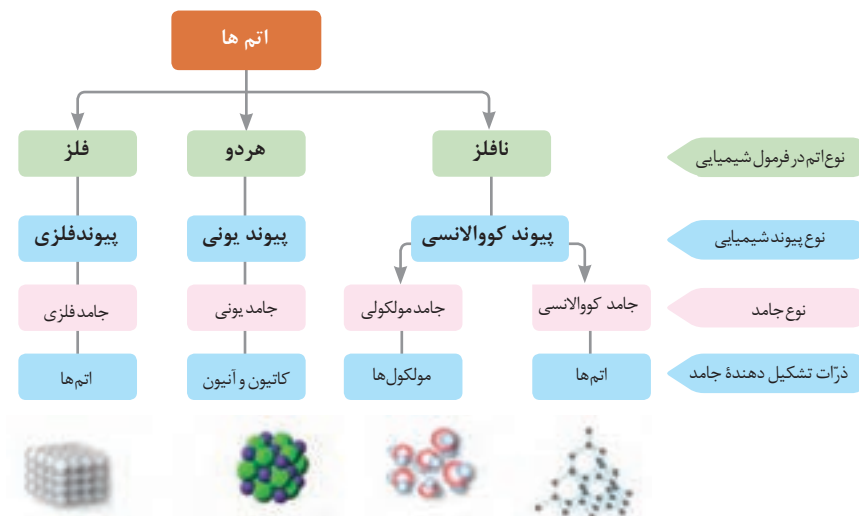 اتم ها
نوع اتم در فرمول شیمیایی
نافلز
هردو
فلز
نوع پیوند شیمیایی
پیوند کووالانسی
پیوند یونی
پیوندفلزی
نوع جامد
جامد کووالانسی
جامد مولکولی
جامد یونی
جامد فلزی
ذرّات تشکیل دهندهٔ جامد
اتم‌ها
مولکول‌ها
کاتیون و آنیون
اتم‌ها